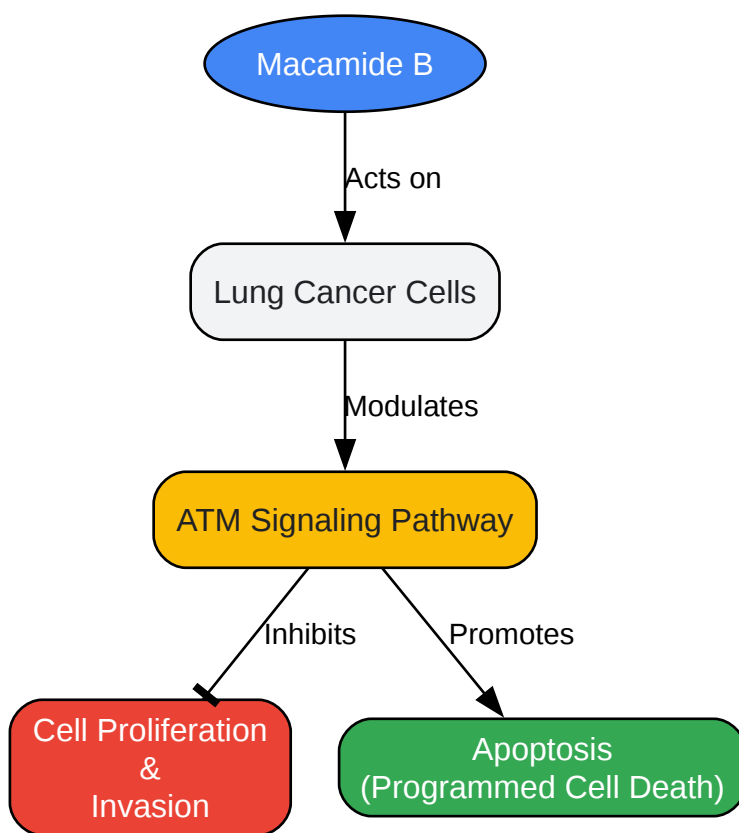 Macamide B
Acts on
Lung Cancer Cells
Modulates
ATM Signaling Pathway
Inhibits
Promotes
Cell Proliferation
&
Invasion
Apoptosis
(Programmed Cell Death)